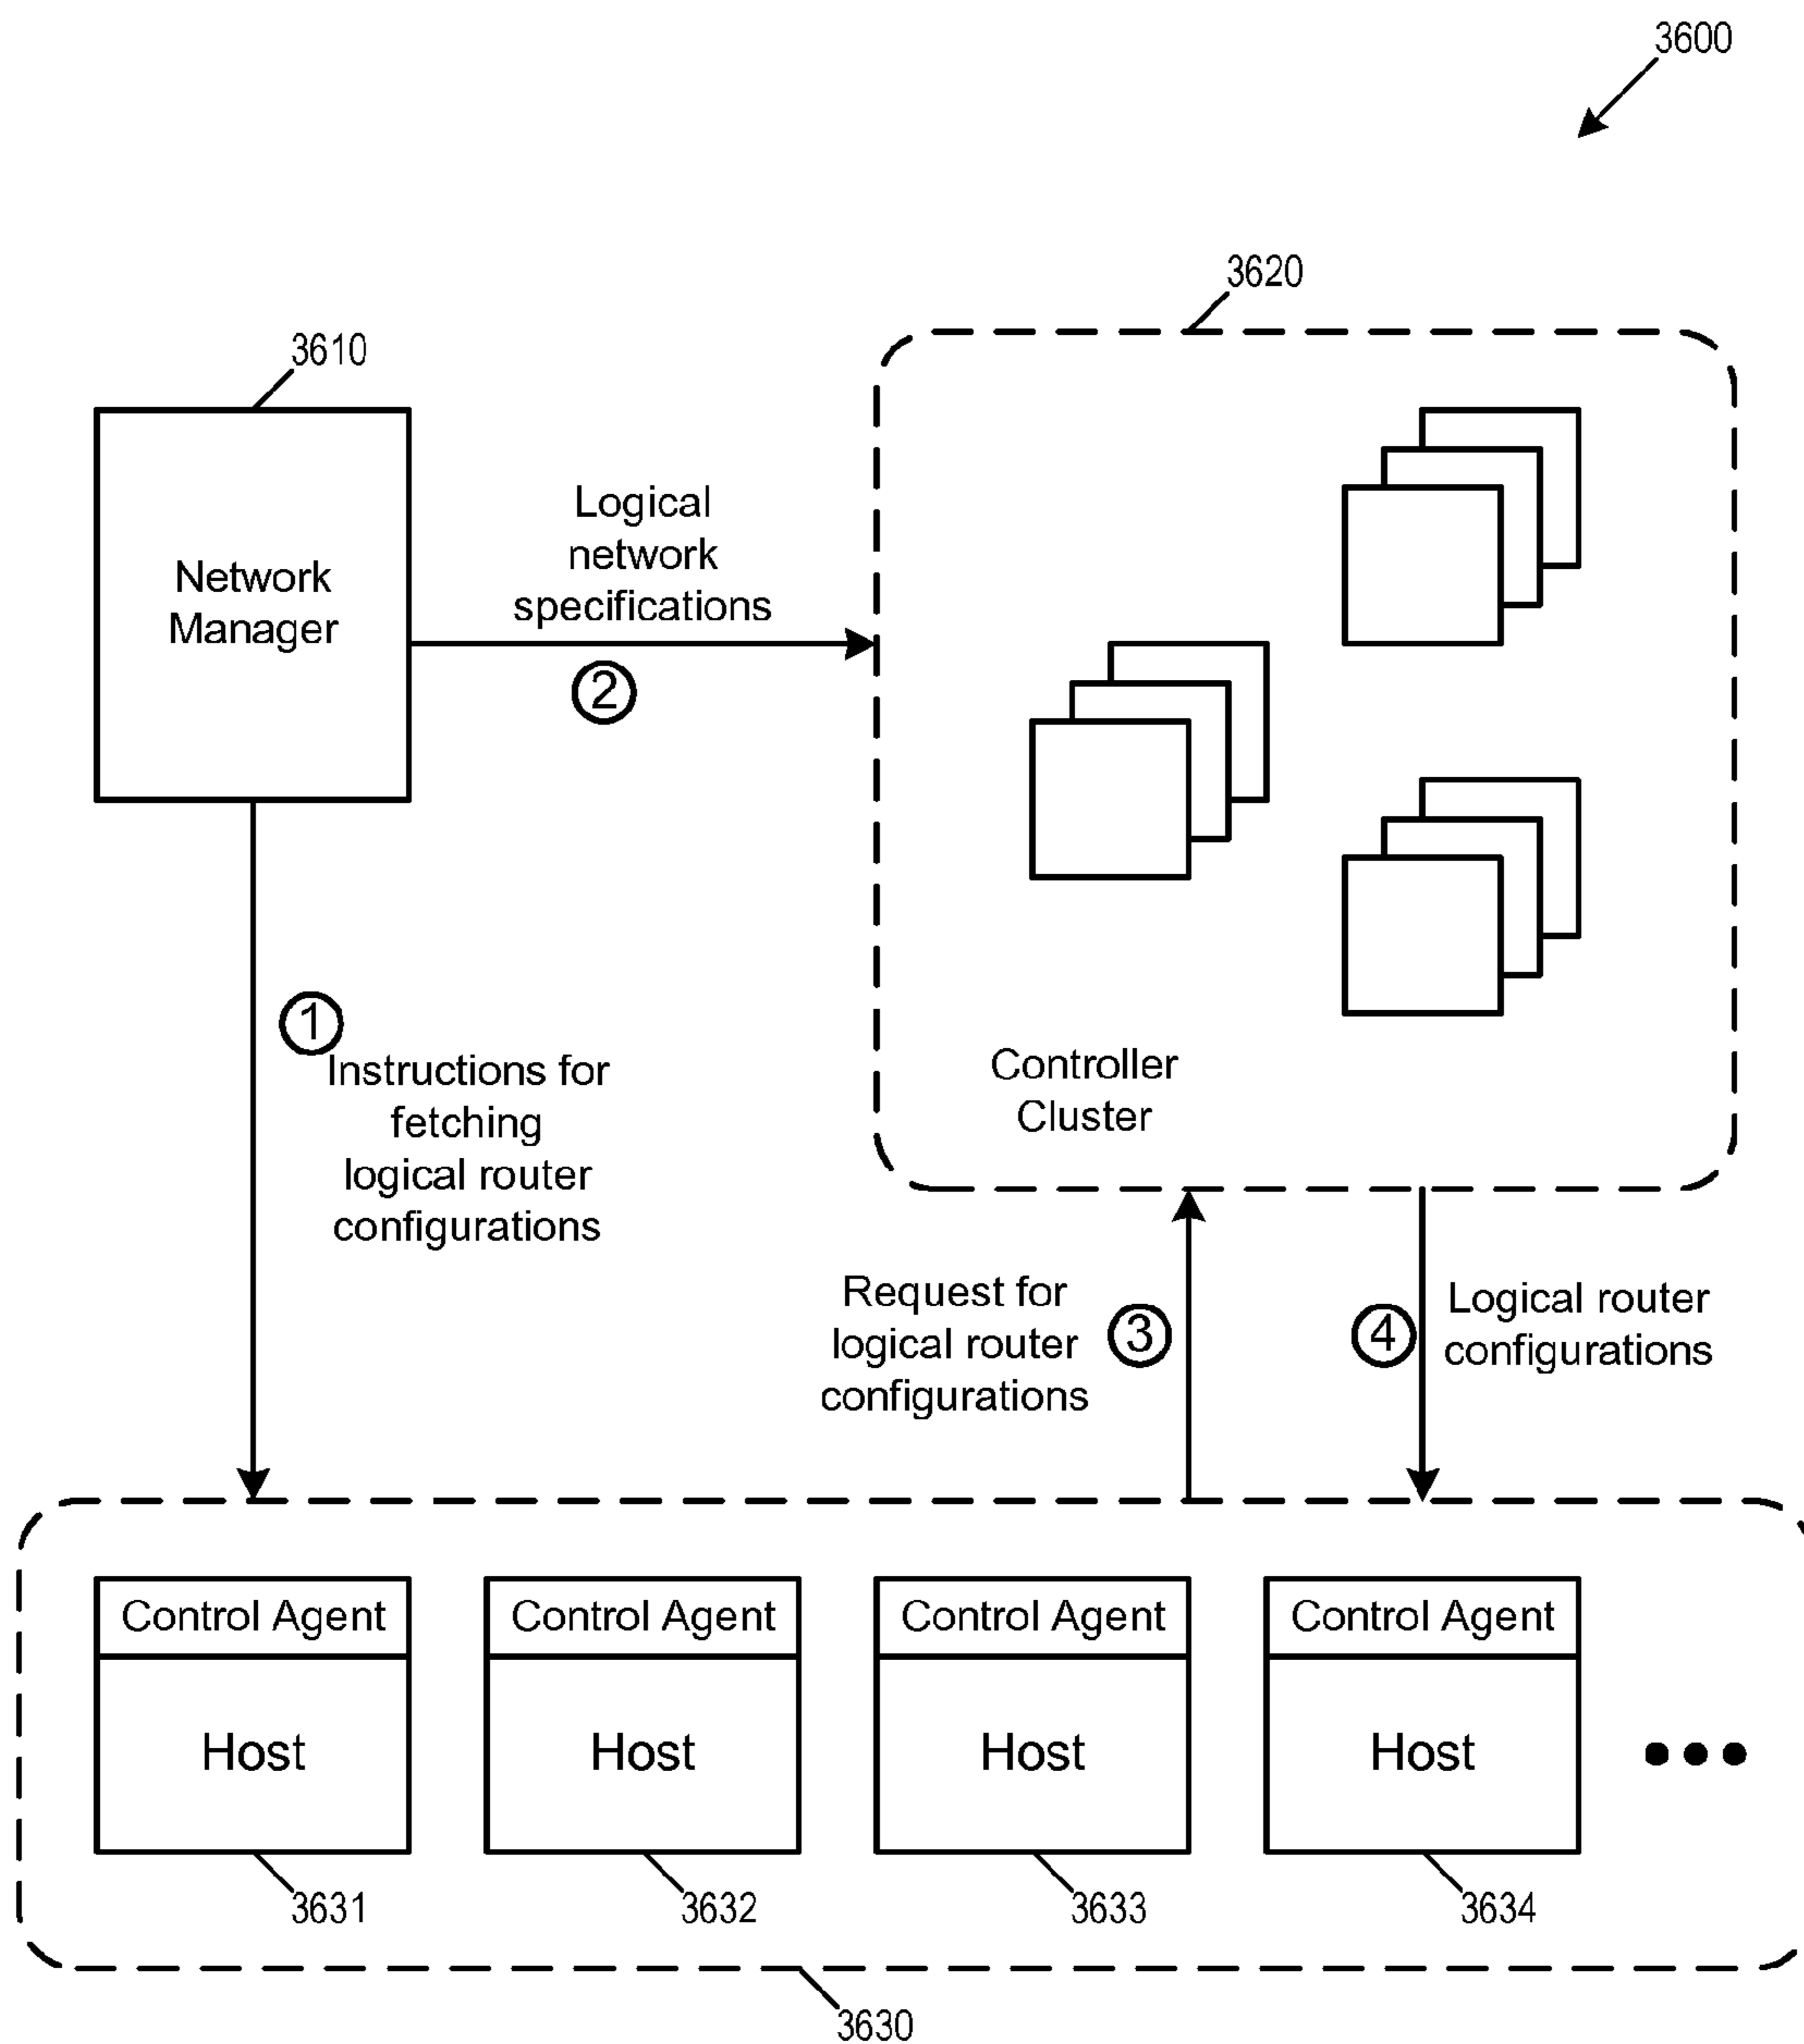 3600
3620
3610
Network
Manager
Logical
network
specifications
2
1
Instructions for
fetching
logical router
configurations
Controller
Cluster
Request for
logical router
configurations
3
4
Logical router
configurations
Control Agent
Control Agent
Control Agent
Control Agent
Host
Host
Host
Host
3631
3632
3633
3634
3630